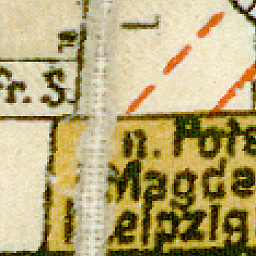 Fr. S.
n. Pots
Magde
Leipzig